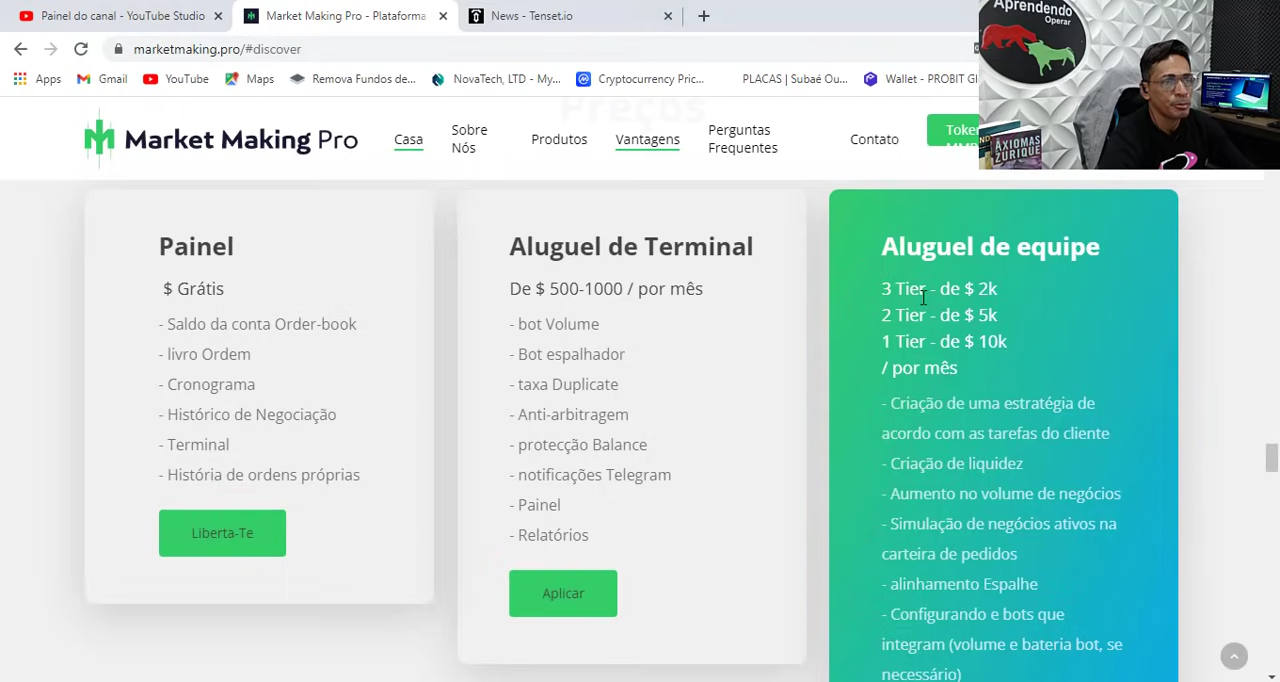 Painel do canal - YouTube Studio
Market Making Pro - Plataforma
News - Tenset.io
marketmaking.pro/#discover
Apps
Gmail
YouTube
Maps
Remova Fundos de...
NovaTech, LTD - My...
Cryptocurrency Pric...
PLACAS | Subaé Ou...
Wallet - PROBIT Gl
Aprendendo
Operar
AXIOMAS
ZURIQUE
Preços
Market Making Pro
Casa
Sobre
Nós
Produtos
Vantagens
Perguntas
Frequentes
Contato
Painel
$ Grátis
- Saldo da conta Order-book
- livro Ordem
- Cronograma
- Histórico de Negociação
- Terminal
- História de ordens próprias
Liberta-Te
Aluguel de Terminal
De $ 500-1000 / por mês
- bot Volume
- Bot espalhador
- taxa Duplicate
- Anti-arbitragem
- protecção Balance
- notificações Telegram
- Painel
- Relatórios
Aplicar
Aluguel de equipe
3 Tier - de $ 2k
2 Tier - de $ 5k
1 Tier - de $ 10k
/ por mês
- Criação de uma estratégia de
acordo com as tarefas do cliente
- Criação de liquidez
- Aumento no volume de negócios
- Simulação de negócios ativos na
carteira de pedidos
- alinhamento Espalhe
- Configurando e bots que
integram (volume e bateria bot, se
necessário)